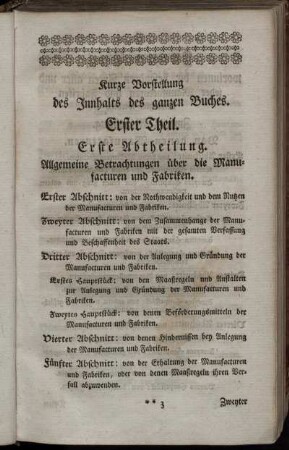 Kurze Vorstellung
des Innhalts des ganzen Buches.
Erster Theil.
Erste Abtheilung.
Allgemeine Betrachtungen über die Manu-
facturen und Fabriken.
Erster Abschnitt: von der Nothwendigkeit und dem Nutzen
der Manufacturen und Fabriken.
Zweyter Abschnitt: von dem Zusammenhange der Manu-
facturen und Fabriken mit der gesamten Verfassung
und Beschaffenheit des Staats.
Dritter Abschnitt: von der Anlegung und Gründung der
Manufacturen und Fabriken.
Erstes Hauptstück: von den Maaßregeln und Anstalten
zur Anlegung und Gründung der Manufacturen und
Fabriken.
Zweytes Hauptstück: von denen Beförderungsmitteln der
Manufacturen und Fabriken.
Vierter Abschnitt: von denen Hindernissen bey Anlegung
der Manufacturen und Fabriken.
Fünfter Abschnitt: von der Erhaltung der Manufacturen
und Fabriken, oder von denen Maaßregeln ihren Ver-
fall abzuwenden.
** 3
Zweyter